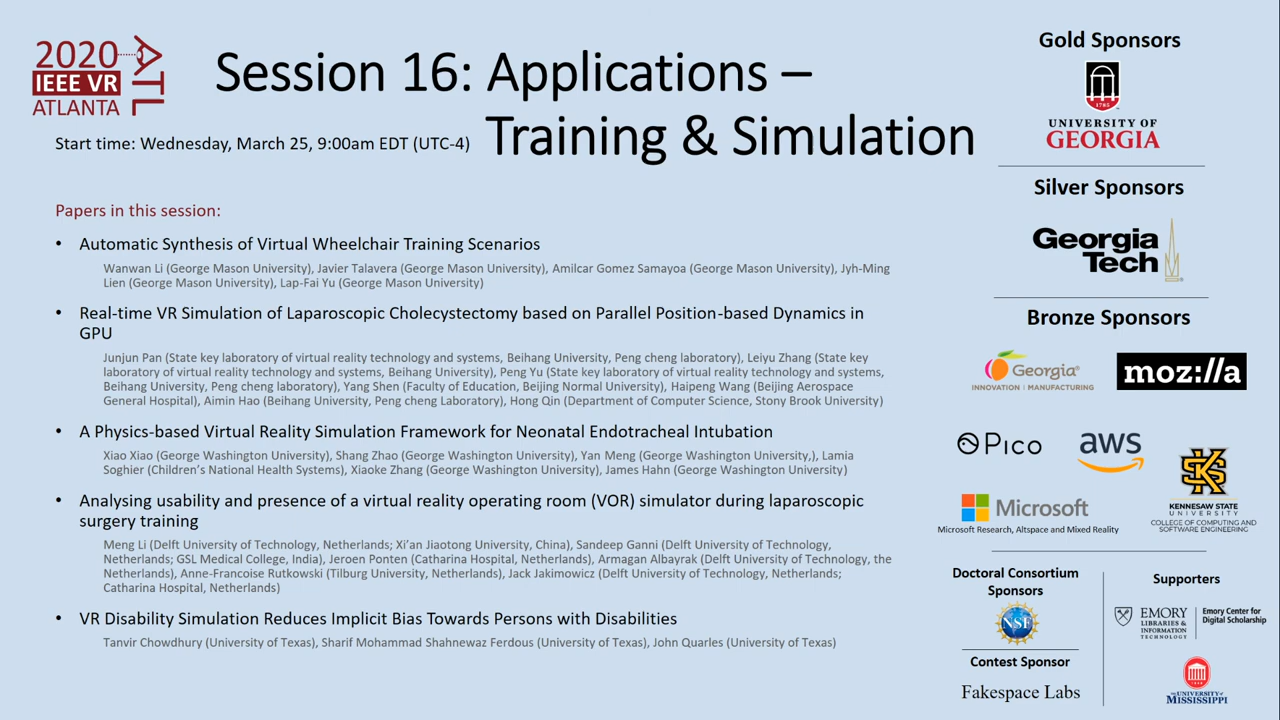 2020
IEEE VR
ATLANTA
ATL
Session 16: Applications –
Training & Simulation
Start time: Wednesday, March 25, 9:00am EDT (UTC-4)
Papers in this session:
• Automatic Synthesis of Virtual Wheelchair Training Scenarios
Wanwan Li (George Mason University), Javier Talavera (George Mason University), Amilcar Gomez Samayoa (George Mason University), Jyh-Ming
Lien (George Mason University), Lap-Fai Yu (George Mason University)
• Real-time VR Simulation of Laparoscopic Cholecystectomy based on Parallel Position-based Dynamics in
GPU
Junjun Pan (State key laboratory of virtual reality technology and systems, Beihang University, Peng cheng laboratory), Leiyu Zhang (State key
laboratory of virtual reality technology and systems, Beihang University), Peng Yu (State key laboratory of virtual reality technology and systems,
Beihang University, Peng cheng laboratory), Yang Shen (Faculty of Education, Beijing Normal University), Haipeng Wang (Beijing Aerospace
General Hospital), Aimin Hao (Beihang University, Peng cheng Laboratory), Hong Qin (Department of Computer Science, Stony Brook University)
• A Physics-based Virtual Reality Simulation Framework for Neonatal Endotracheal Intubation
Xiao Xiao (George Washington University), Shang Zhao (George Washington University), Yan Meng (George Washington University,), Lamia
Soghier (Children's National Health Systems), Xiaoke Zhang (George Washington University), James Hahn (George Washington University)
• Analysing usability and presence of a virtual reality operating room (VOR) simulator during laparoscopic
surgery training
Meng Li (Delft University of Technology, Netherlands; Xi'an Jiaotong University, China), Sandeep Ganni (Delft University of Technology,
Netherlands; GSL Medical College, India), Jeroen Ponten (Catharina Hospital, Netherlands), Armagan Albayrak (Delft University of Technology, the
Netherlands), Anne-Francoise Rutkowski (Tilburg University, Netherlands), Jack Jakimowicz (Delft University of Technology, Netherlands;
Catharina Hospital, Netherlands)
• VR Disability Simulation Reduces Implicit Bias Towards Persons with Disabilities
Tanvir Chowdhury (University of Texas), Sharif Mohammad Shahnewaz Ferdous (University of Texas), John Quarles (University of Texas)
Gold Sponsors
1785
UNIVERSITY OF
GEORGIA
Silver Sponsors
Georgia
Tech
Bronze Sponsors
Georgia
INNOVATION | MANUFACTURING
moz://a
Pico
aws
Microsoft
Microsoft Research, Altspace and Mixed Reality
KS
KENNESAW STATE
UNIVERSITY
COLLEGE OF COMPUTING AND
SOFTWARE ENGINEERING
Doctoral Consortium
Sponsors
NSF
Contest Sponsor
Fakespace Labs
Supporters
EMORY
LIBRARIES &
INFORMATION
TECHNOLOGY
Emory Center for
Digital Scholarship
THE UNIVERSITY of
MISSISSIPPI